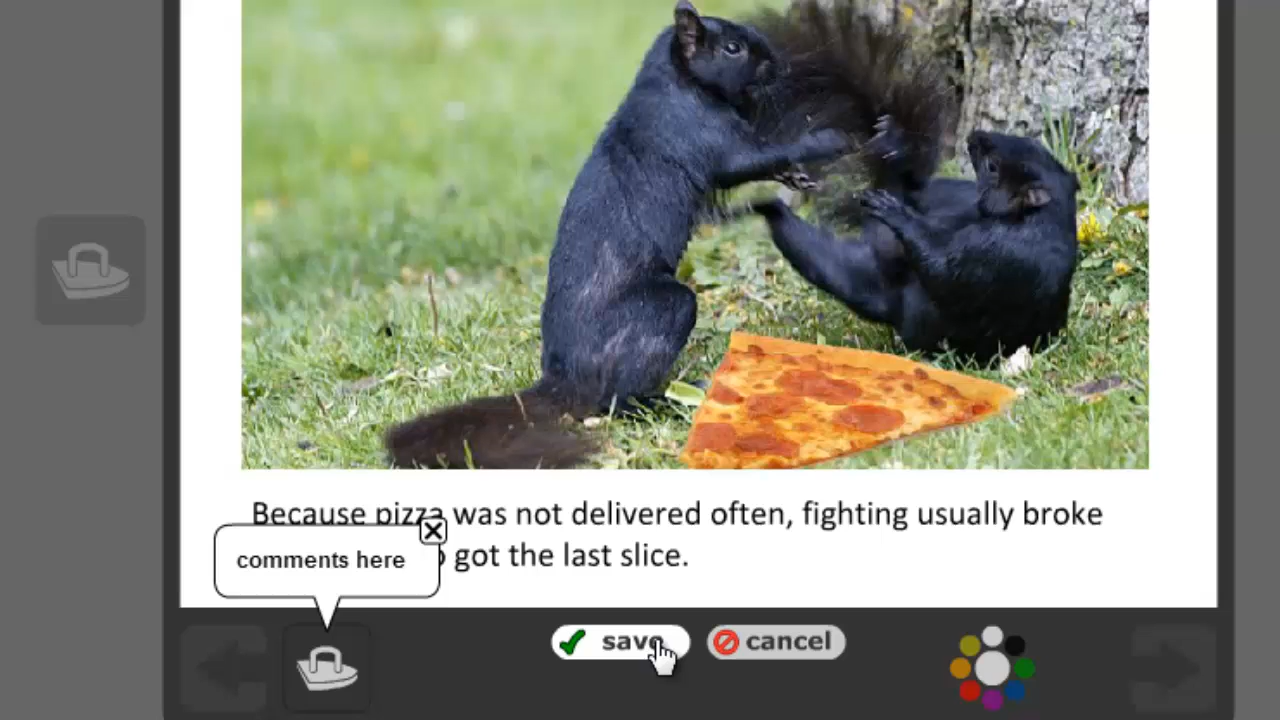 Because pizza was not delivered often, fighting usually broke
got the last slice.
comments here
save
cancel